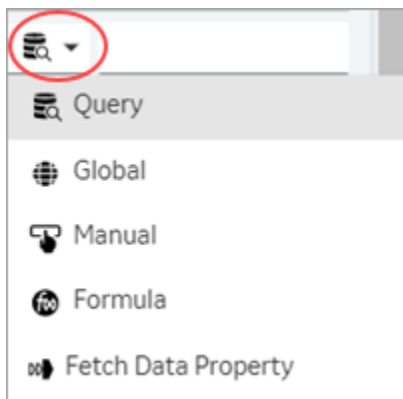 Query
Global
Manual
Formula
Fetch Data Property